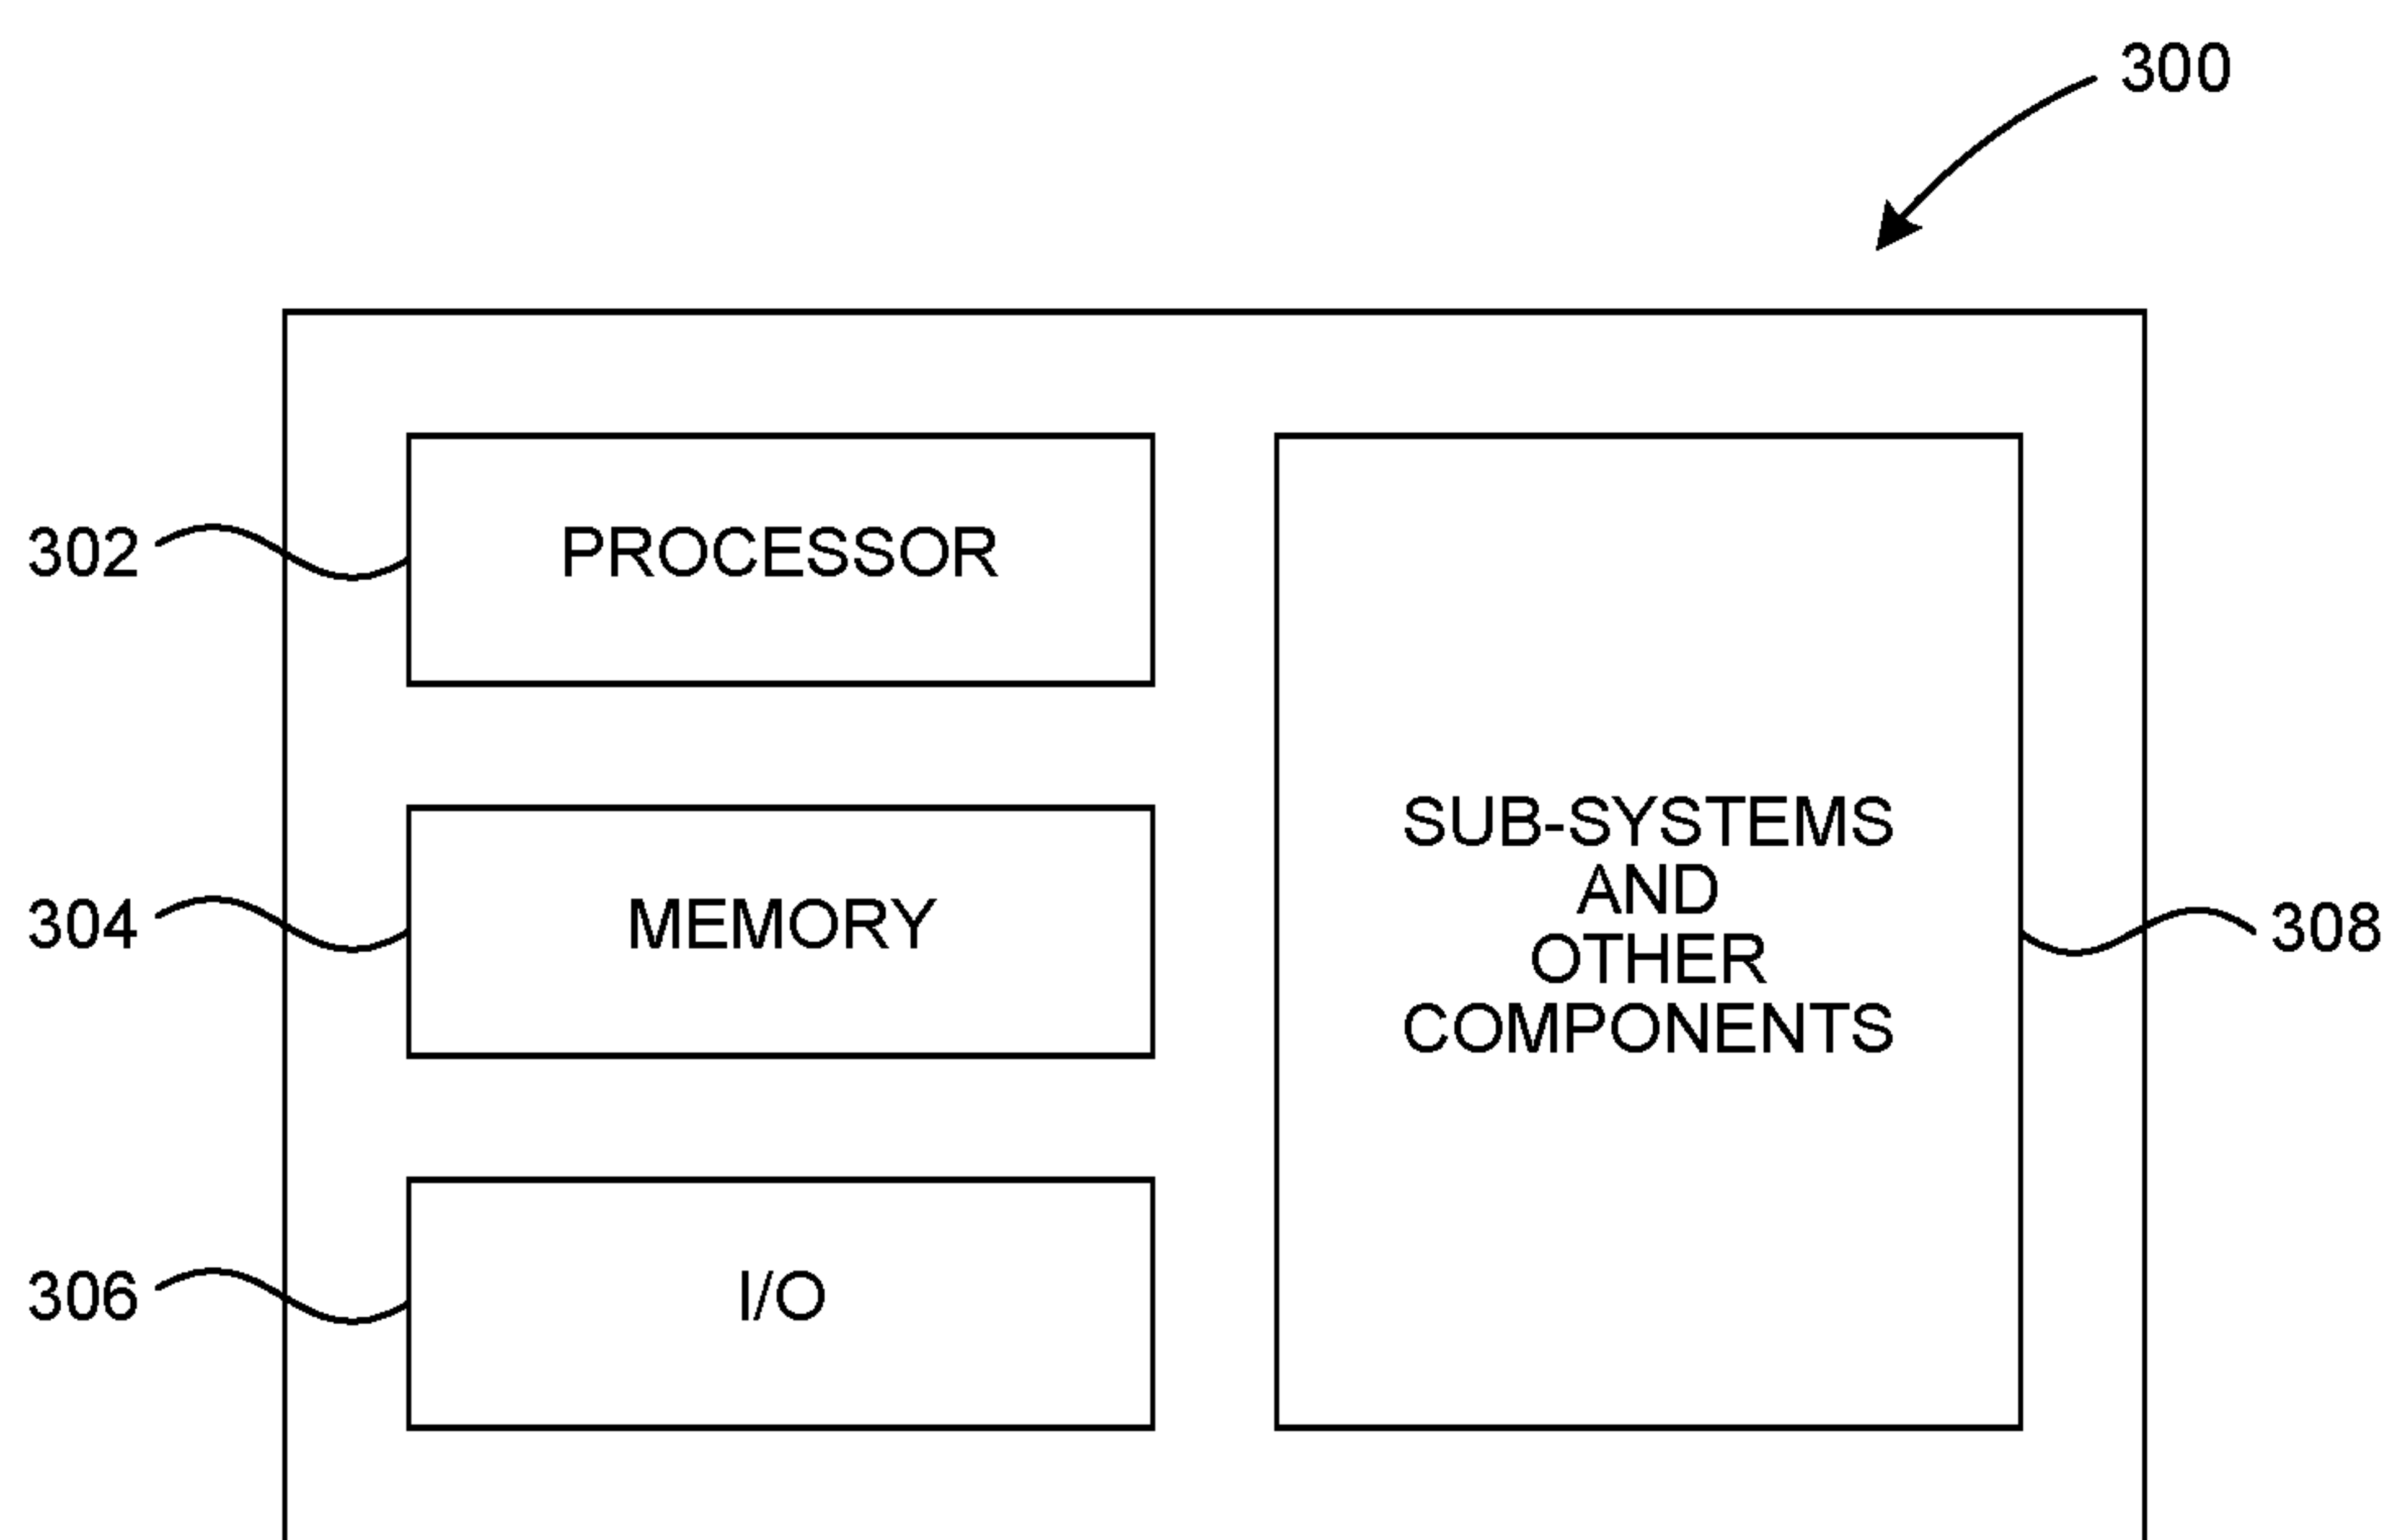 300
302
PROCESSOR
304
MEMORY
306
I/O
SUB-SYSTEMS
AND
OTHER
COMPONENTS
308